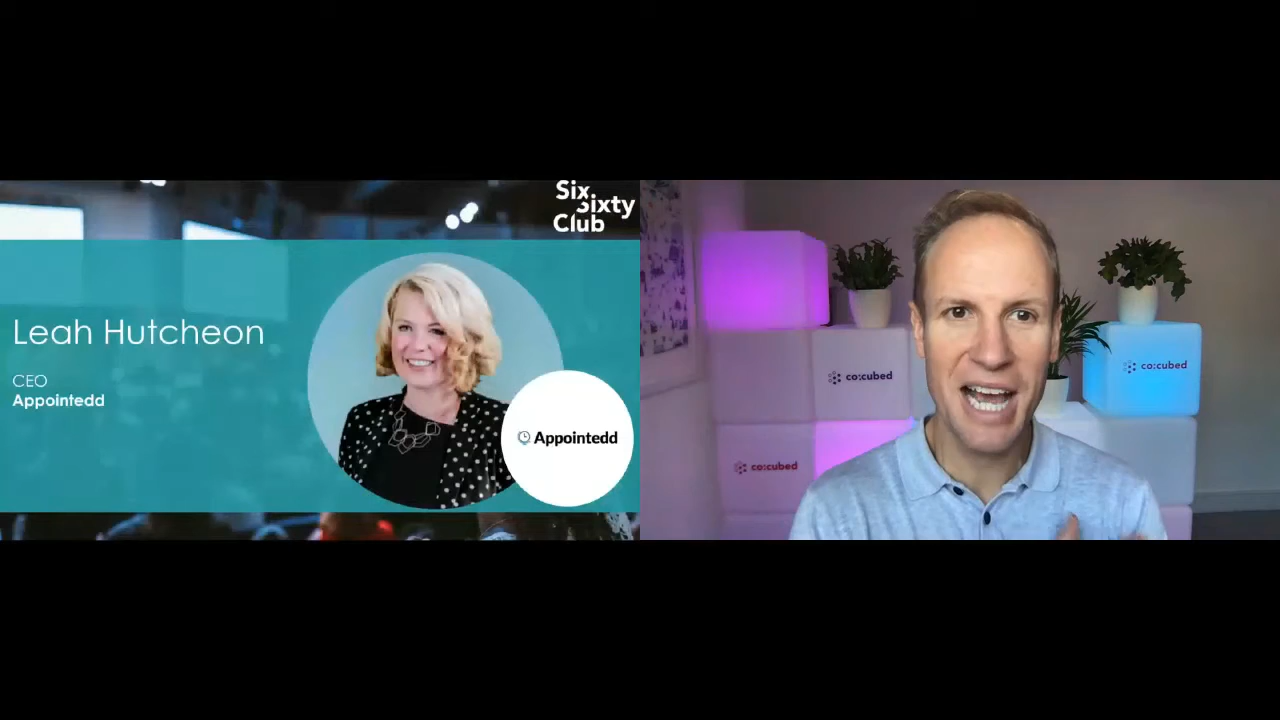 Six
Sixty
Club
Leah Hutcheon
CEO
Appointedd
Appointedd
co:cubed
co:cubed
co:cubed